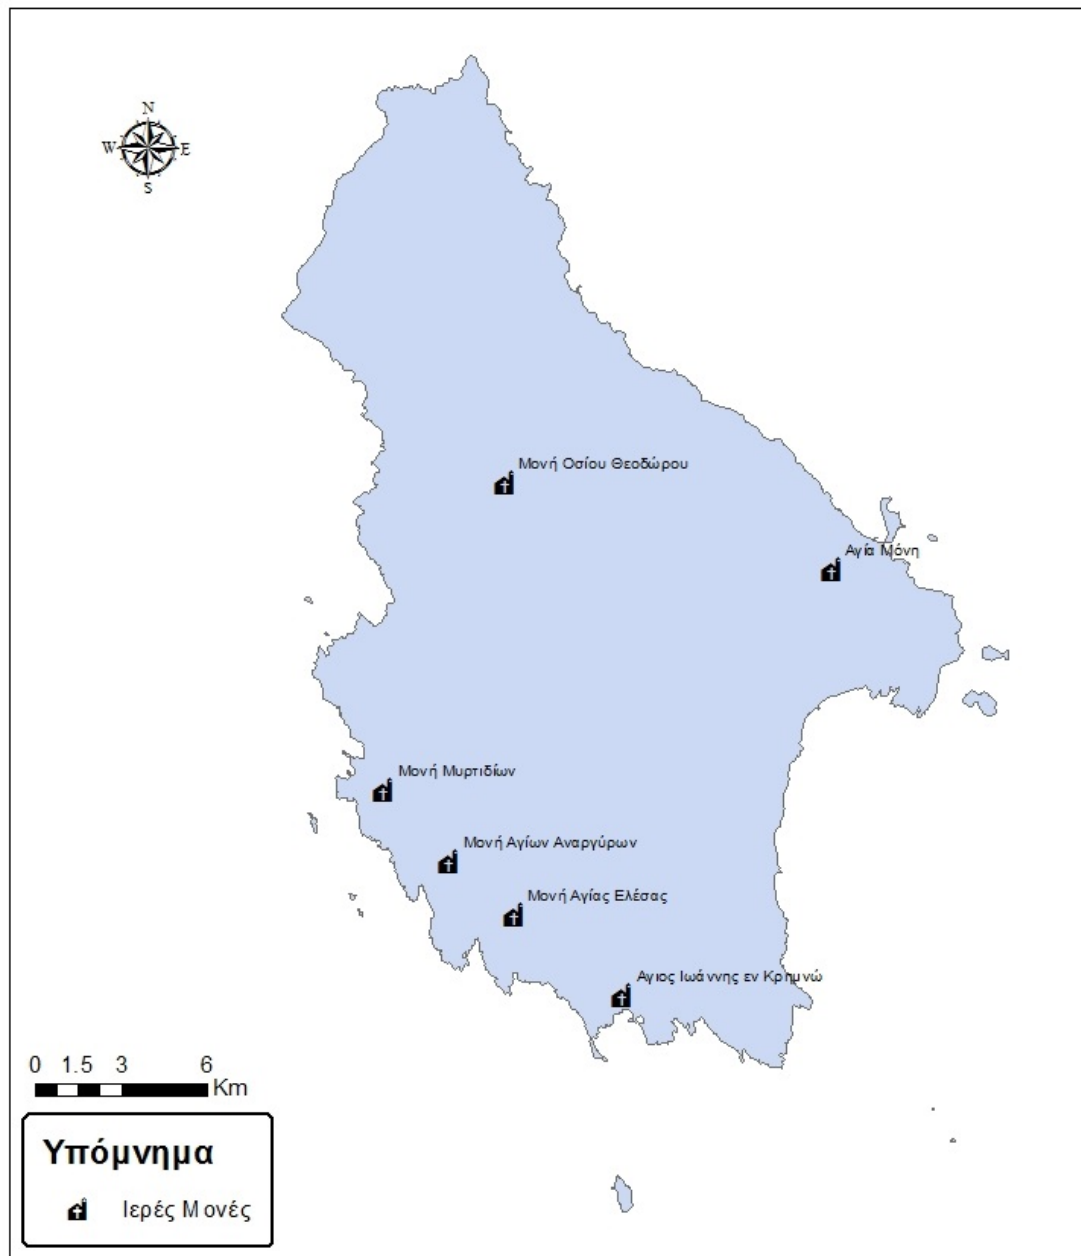 N
W E
S
Μονή Οσίου Θεοδώρου
Αγία Μόνη
Μονή Μυρτιδίων
Μονή Αγίων Αναργύρων
Μονή Αγίας Ελέσας
Αγιος Ιωάννης εν Κρημνώ
0 1.5 3 6
Km
Υπόμνημα
Ιερές Μονές